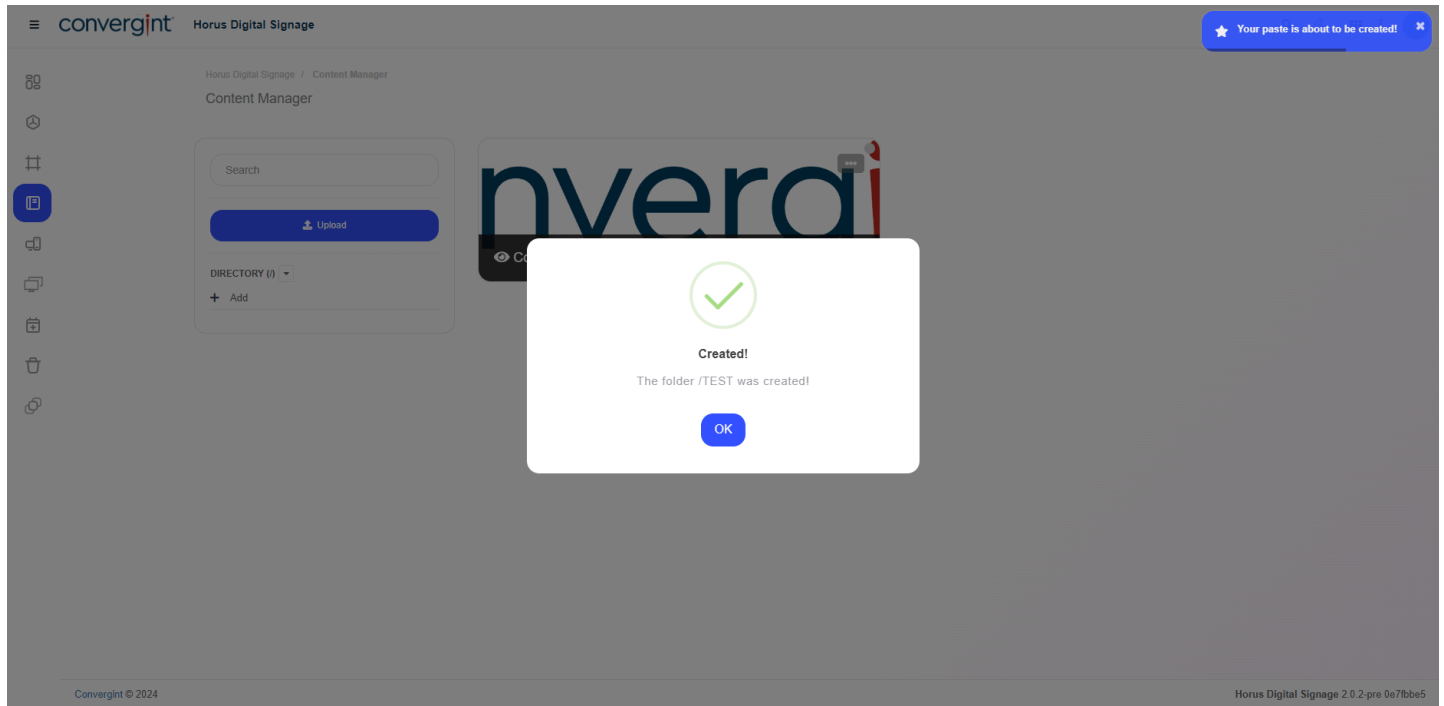 convergint
Horus Digital Signage
Your paste is about to be created!
Horus Digital Signage / Content Manager
Content Manager
Search
Upload
DIRECTORY (/)
+ Add
nvergi
Co
Created!
The folder /TEST was created!
OK
Convergint © 2024
Horus Digital Signage 2.0.2-pre 0e7fbbe5